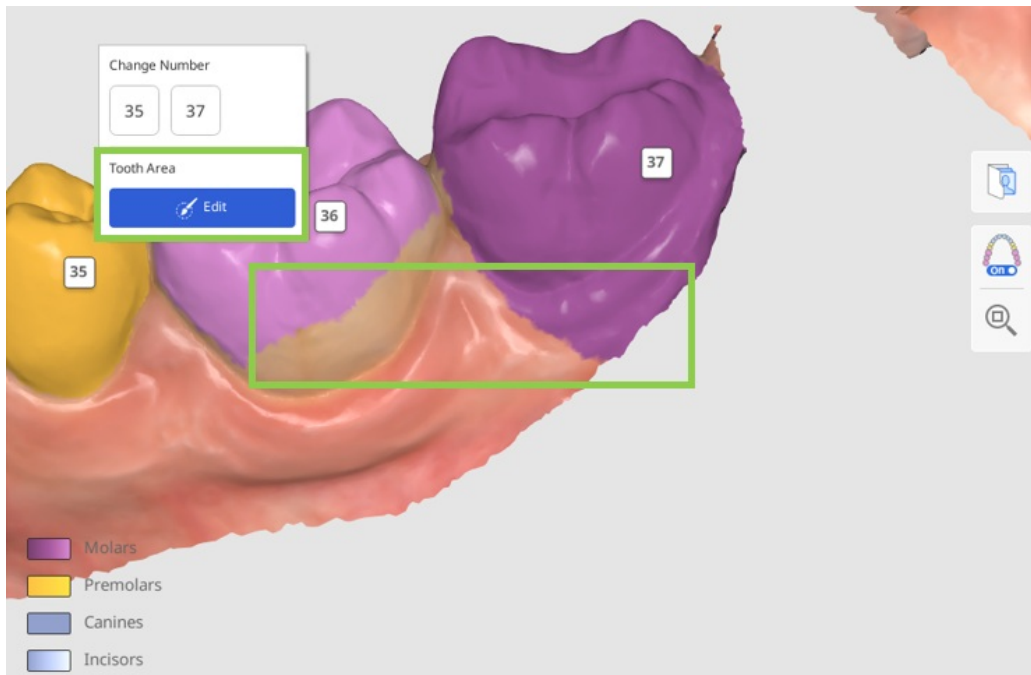 Change Number
35 37
Tooth Area
Edit
36
37
35
On
Molars
Premolars
Canines
Incisors